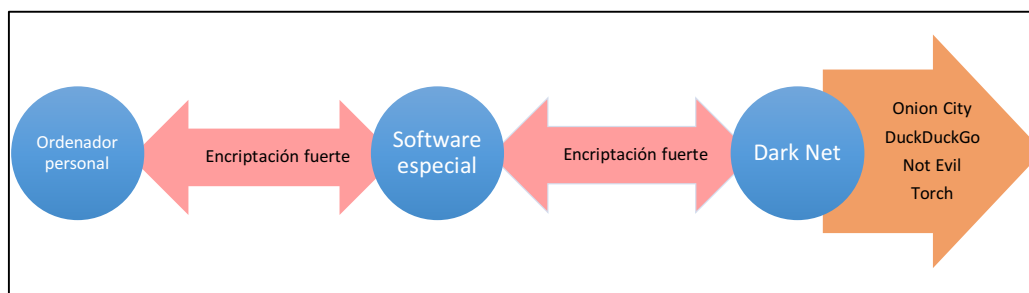 Ordenador
personal
Encriptación fuerte
Software
especial
Encriptación fuerte
Dark Net
Onion City
DuckDuckGo
Not Evil
Torch